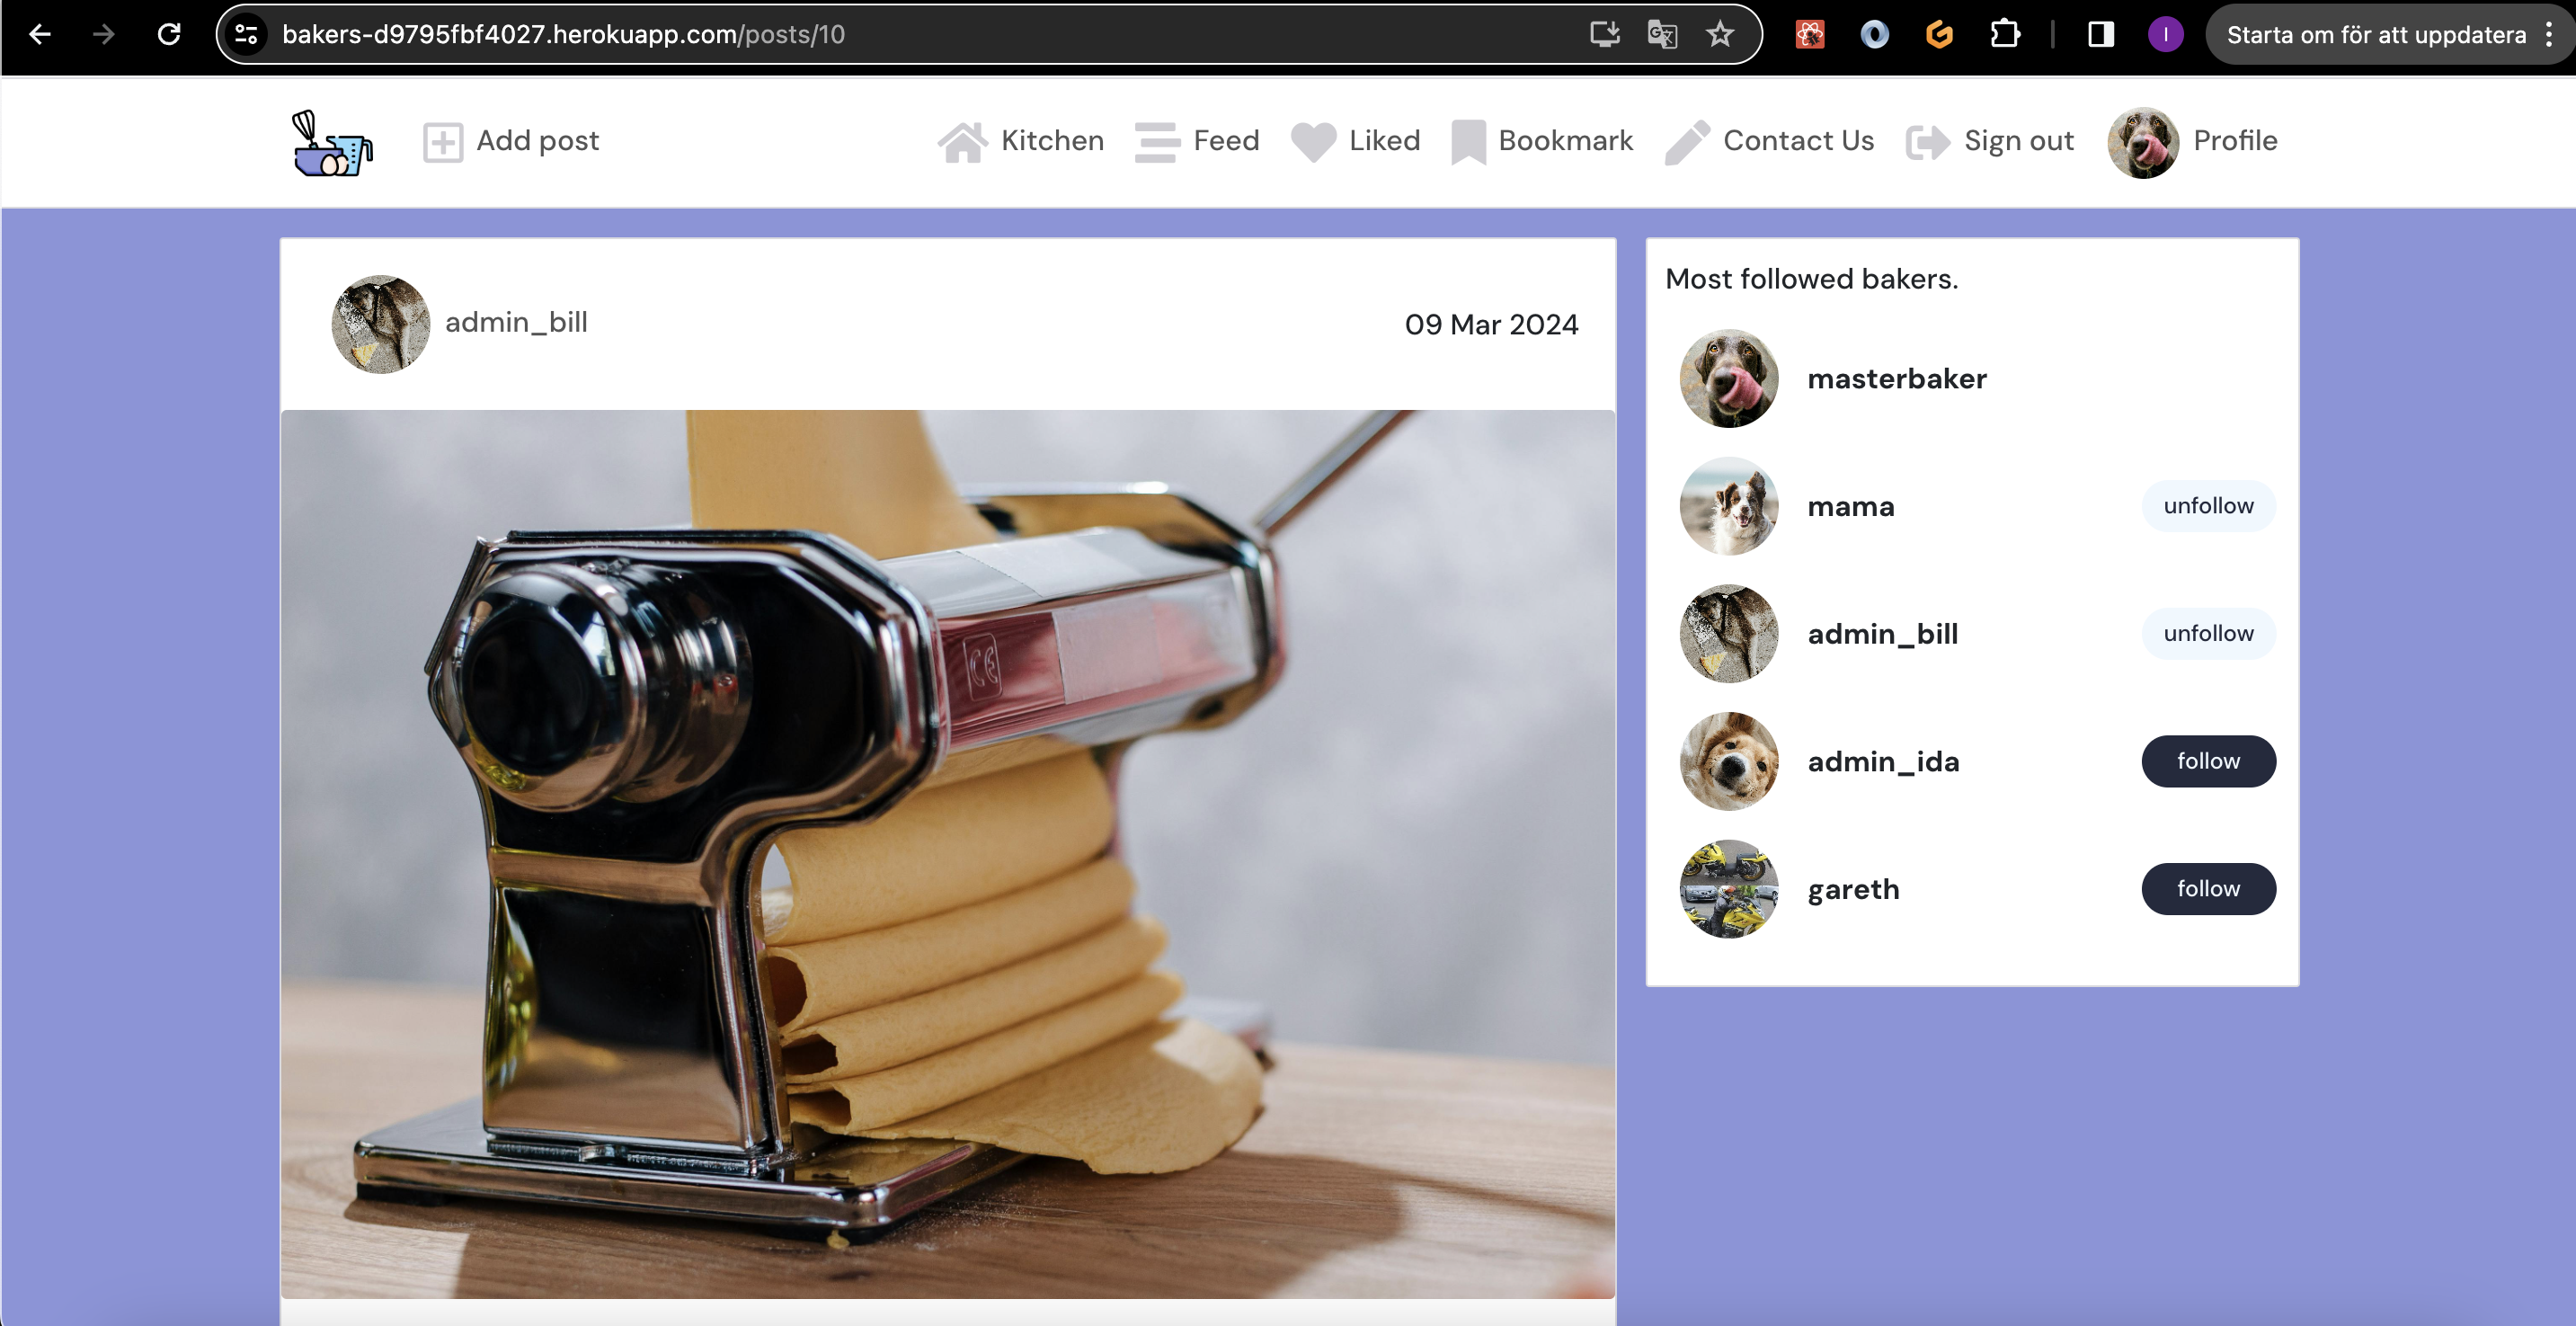 bakers-d9795fbf4027.herokuapp.com/posts/10
I
Starta om för att uppdatera
Add post
Kitchen
Feed
Liked
Bookmark
Contact Us
Sign out
Profile
admin_bill
09 Mar 2024
CE
Most followed bakers.
masterbaker
mama
unfollow
admin_bill
unfollow
admin_ida
follow
gareth
follow